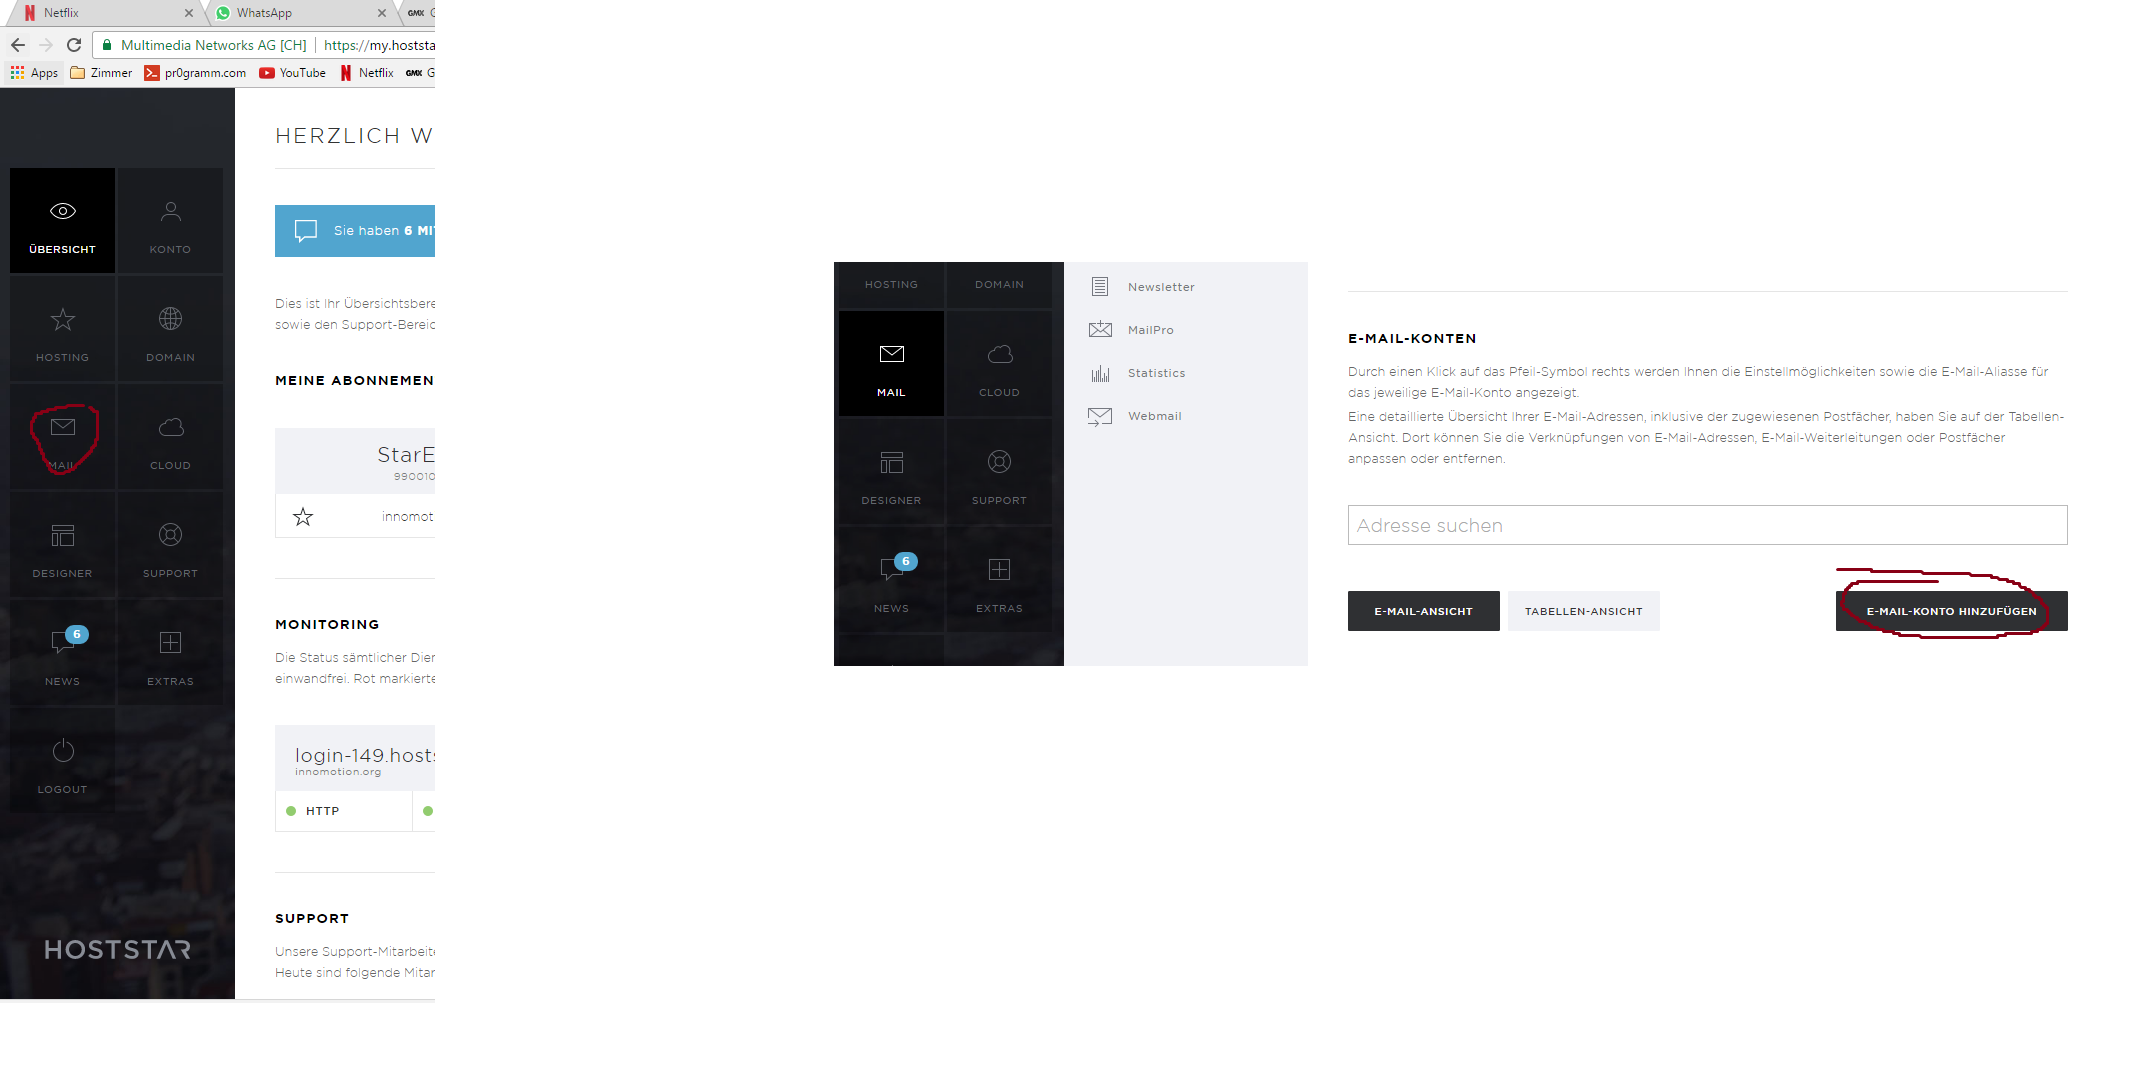 Netflix
WhatsApp
GMX
Multimedia Networks AG [CH]
https://my.hoststa
Apps
Zimmer
pr0gramm.com
YouTube
Netflix
GMX G
ÜBERSICHT
KONTO
HOSTING
DOMAIN
MAIL
CLOUD
DESIGNER
SUPPORT
6
NEWS
EXTRAS
LOGOUT
HOSTSTAR
HERZLICH W
Sie haben 6 MIT
Dies ist Ihr Übersichtsbere
sowie den Support-Bereic
MEINE ABONNEMEN
StarE
990010
innomot
MONITORING
Die Status sämtlicher Dien
einwandfrei. Rot markierte
login-149.hosts
innomotion.org
HTTP
SUPPORT
Unsere Support-Mitarbeite
Heute sind folgende Mitar
HOSTING
DOMAIN
MAIL
CLOUD
DESIGNER
SUPPORT
6
NEWS
EXTRAS
Newsletter
MailPro
Statistics
Webmail
E-MAIL-KONTEN
Durch einen Klick auf das Pfeil-Symbol rechts werden Ihnen die Einstellmöglichkeiten sowie die E-Mail-Aliasse für
das jeweilige E-Mail-Konto angezeigt.
Eine detaillierte Übersicht Ihrer E-Mail-Adressen, inklusive der zugewiesenen Postfächer, haben Sie auf der Tabellen-
Ansicht. Dort können Sie die Verknüpfungen von E-Mail-Adressen, E-Mail-Weiterleitungen oder Postfächer
anpassen oder entfernen.
Adresse suchen
E-MAIL-ANSICHT
TABELLEN-ANSICHT
E-MAIL-KONTO HINZUFÜGEN